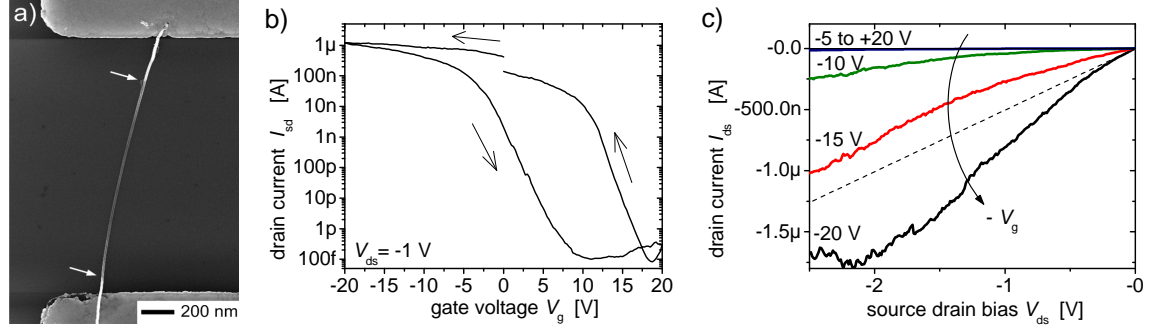 a)
200 nm
b)
drain current I_sd [A]
1µ
100n
10n
1n
100p
10p
1p
100f
V_ds = -1 V
-20 -15 -10 -5 0 5 10 15 20
gate voltage V_g [V]
c)
drain current I_ds [A]
-0.0
-500.0n
-1.0µ
-1.5µ
-5 to +20 V
-10 V
-15 V
-20 V
- V_g
-2 -1 -0
source drain bias V_ds [V]